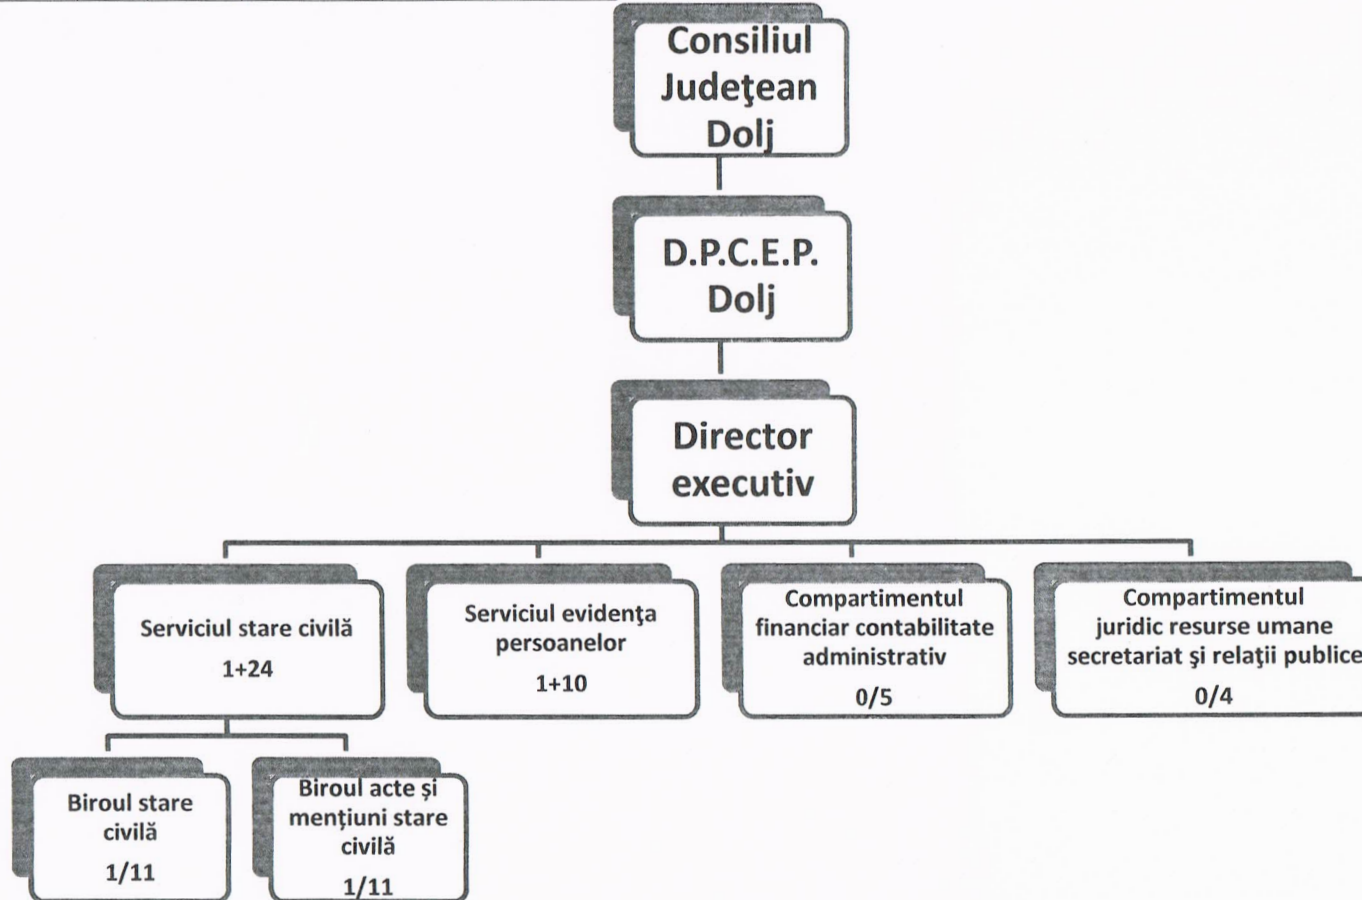 Consiliul
Judeţean
Dolj
D.P.C.E.P.
Dolj
Director
executiv
Serviciul stare civilă
1+24
Serviciul evidenţa
persoanelor
1+10
Compartimentul
financiar contabilitate
administrativ
0/5
Compartimentul
juridic resurse umane
secretariat şi relaţii publice
0/4
Biroul stare
civilă
1/11
Biroul acte și
mențiuni stare
civilă
1/11